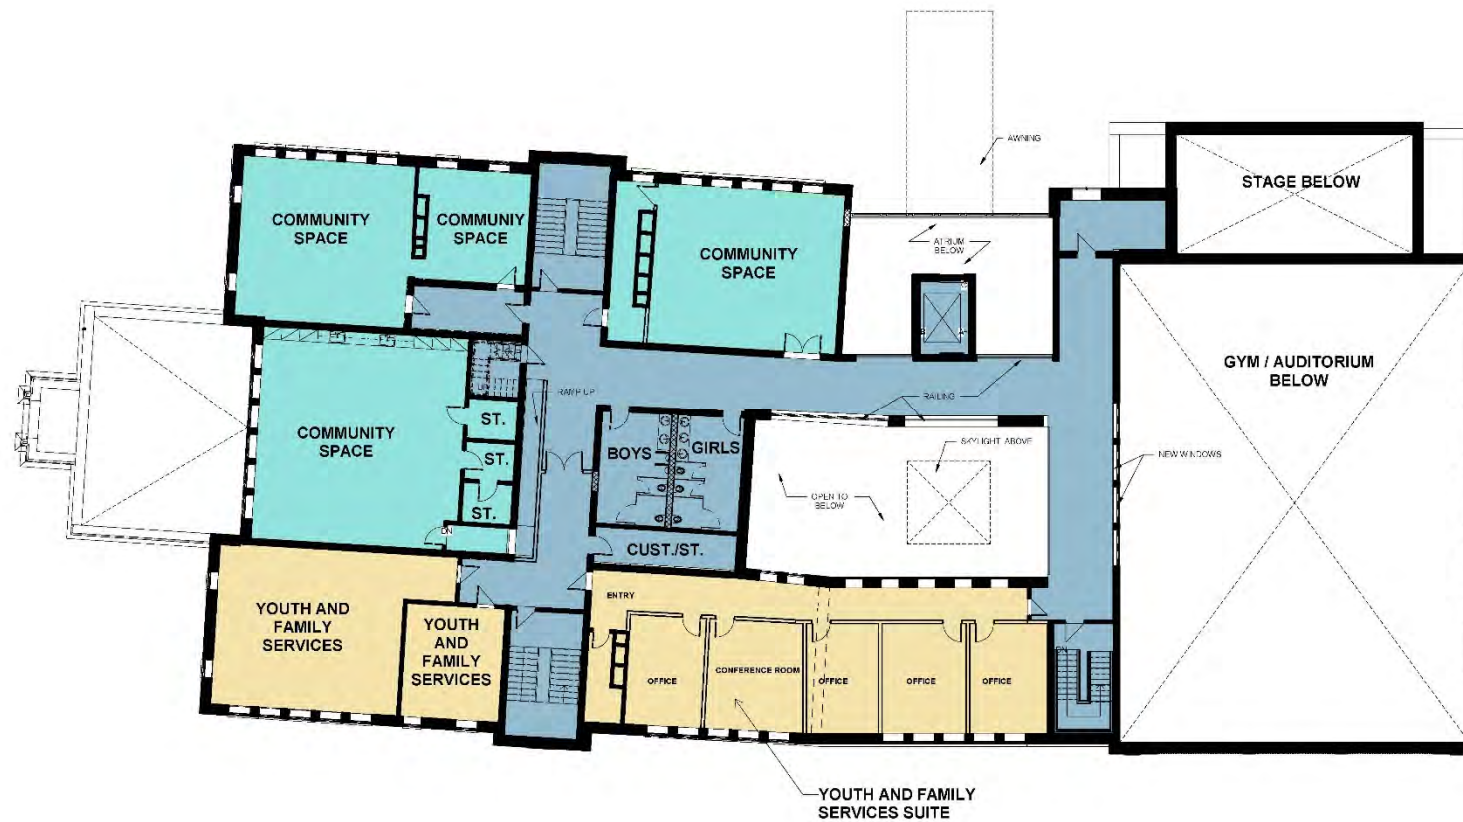 AWNING
STAGE BELOW
COMMUNITY
SPACE
COMMUNIY
SPACE
COMMUNITY
SPACE
ATRIUM
BELOW
GYM / AUDITORIUM
BELOW
RAMP UP
RAILING
COMMUNITY
SPACE
ST.
ST.
ST.
BOYS
GIRLS
SKYLIGHT ABOVE
NEW WINDOWS
OPEN TO
BELOW
DN
CUST./ST.
ENTRY
YOUTH AND
FAMILY
SERVICES
YOUTH
AND
FAMILY
SERVICES
OFFICE
CONFERENCE ROOM
OFFICE
OFFICE
OFFICE
DN
YOUTH AND FAMILY
SERVICES SUITE